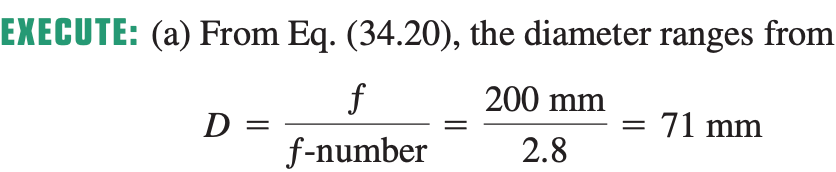 EXECUTE: (a) From Eq. (34.20), the diameter ranges from
D = f / f-number = 200 mm / 2.8 = 71 mm